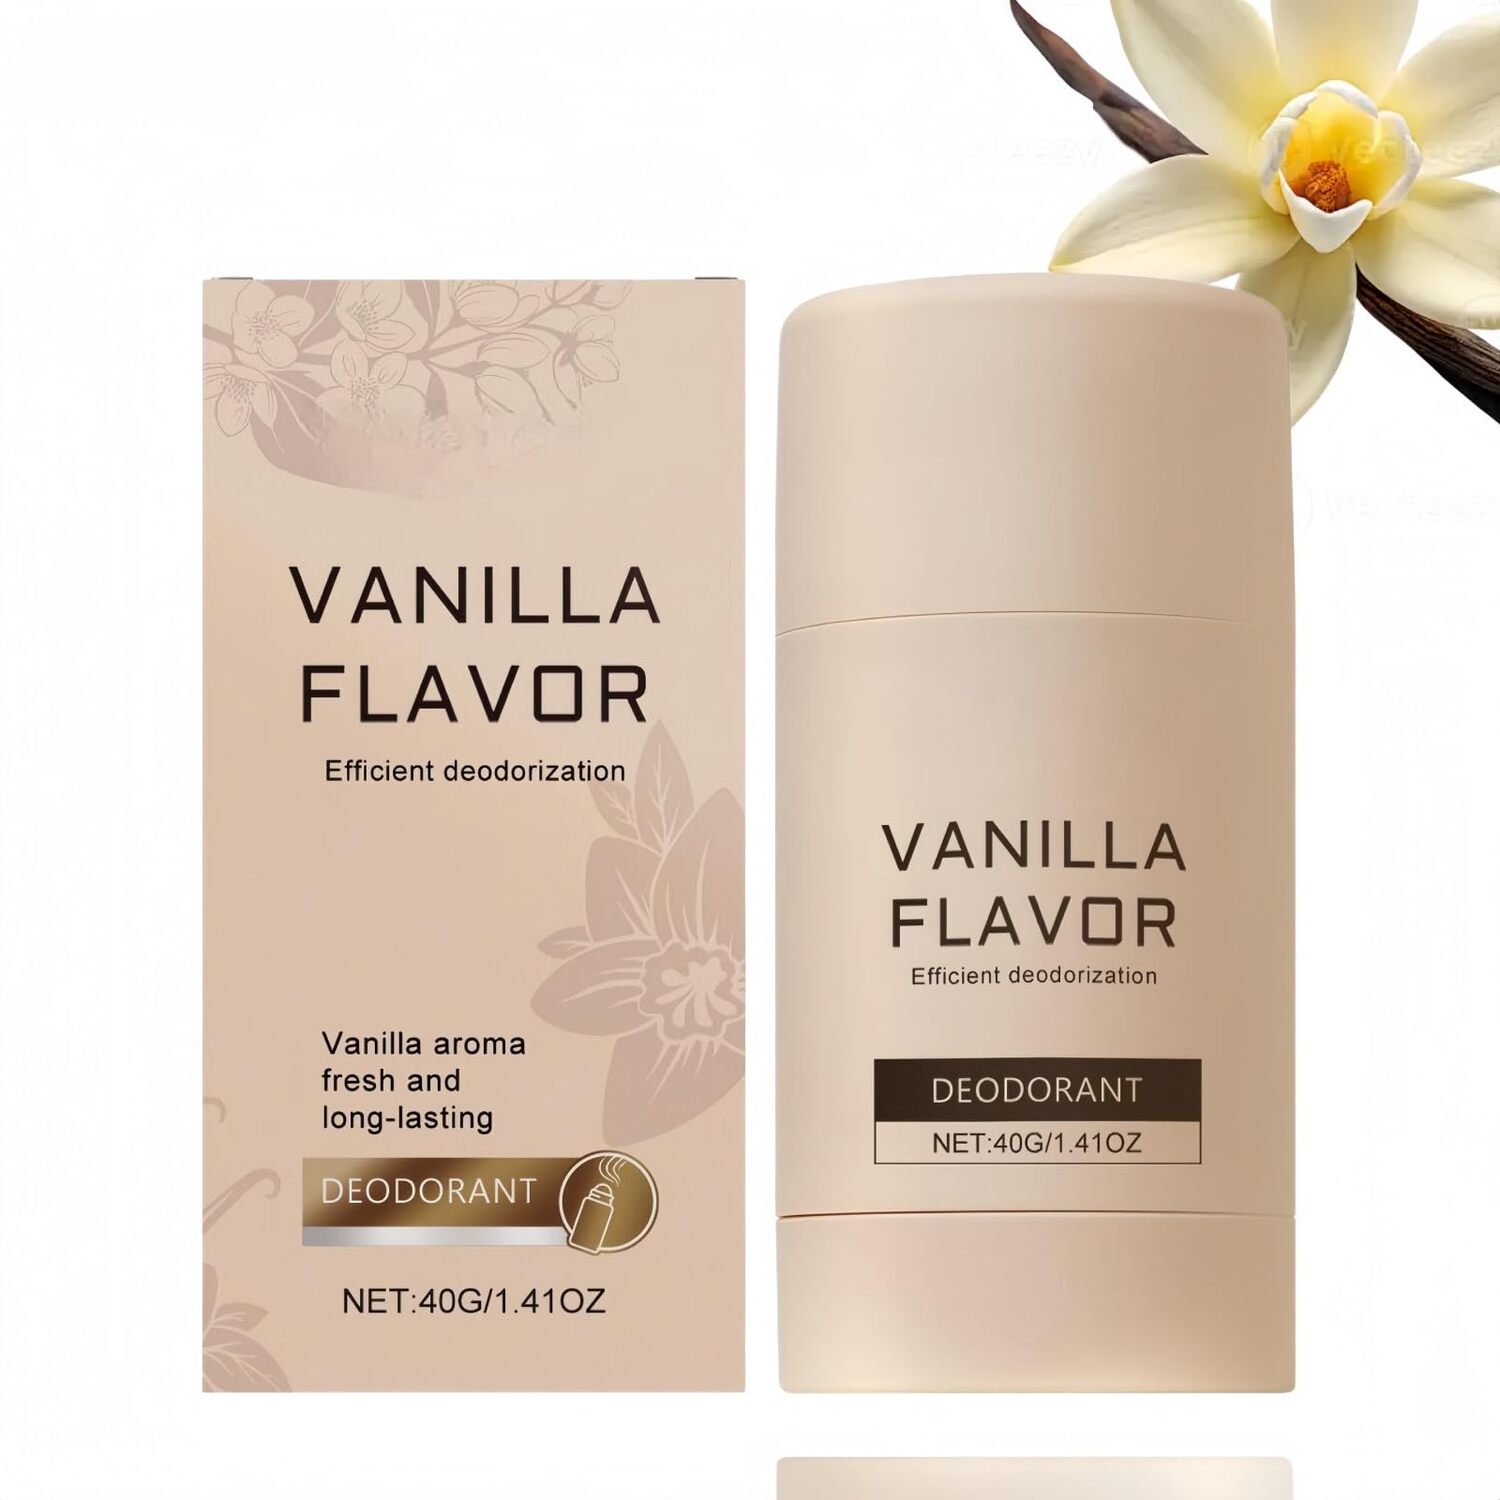 VANILLA
FLAVOR
Efficient deodorization
Vanilla aroma
fresh and
long-lasting
DEODORANT
NET:40G/1.41OZ
VANILLA
FLAVOR
Efficient deodorization
DEODORANT
NET:40G/1.41OZ